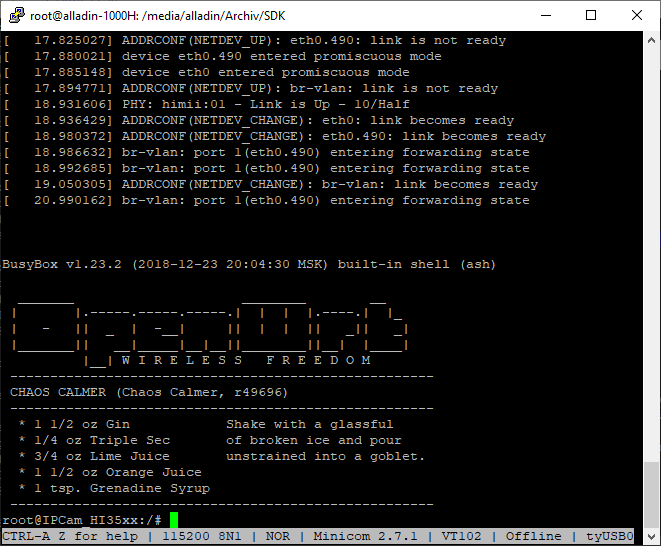 root@alladin-1000H: /media/alladin/Archiv/SDK
[   17.825027] ADDRCONF(NETDEV_UP): eth0.490: link is not ready
[   17.880021] device eth0.490 entered promiscuous mode
[   17.885148] device eth0 entered promiscuous mode
[   17.894771] ADDRCONF(NETDEV_UP): br-vlan: link is not ready
[   18.931606] PHY: himii:01 - Link is Up - 10/Half
[   18.936429] ADDRCONF(NETDEV_CHANGE): eth0: link becomes ready
[   18.980372] ADDRCONF(NETDEV_CHANGE): eth0.490: link becomes ready
[   18.986632] br-vlan: port 1(eth0.490) entering forwarding state
[   18.992685] br-vlan: port 1(eth0.490) entering forwarding state
[   19.050305] ADDRCONF(NETDEV_CHANGE): br-vlan: link becomes ready
[   20.990162] br-vlan: port 1(eth0.490) entering forwarding state
BusyBox v1.23.2 (2018-12-23 20:04:30 MSK) built-in shell (ash)
OpenWrt
W I R E L E S S   F R E E D O M
-----------------------------------------------------
CHAOS CALMER (Chaos Calmer, r49696)
-----------------------------------------------------
* 1 1/2 oz Gin            Shake with a glassful
* 1/4 oz Triple Sec       of broken ice and pour
* 3/4 oz Lime Juice       unstrained into a goblet.
* 1 1/2 oz Orange Juice
* 1 tsp. Grenadine Syrup
-----------------------------------------------------
root@IPCam_HI35xx:/#
CTRL-A Z for help | 115200 8N1 | NOR | Minicom 2.7.1 | VT102 | Offline | tyUSB0